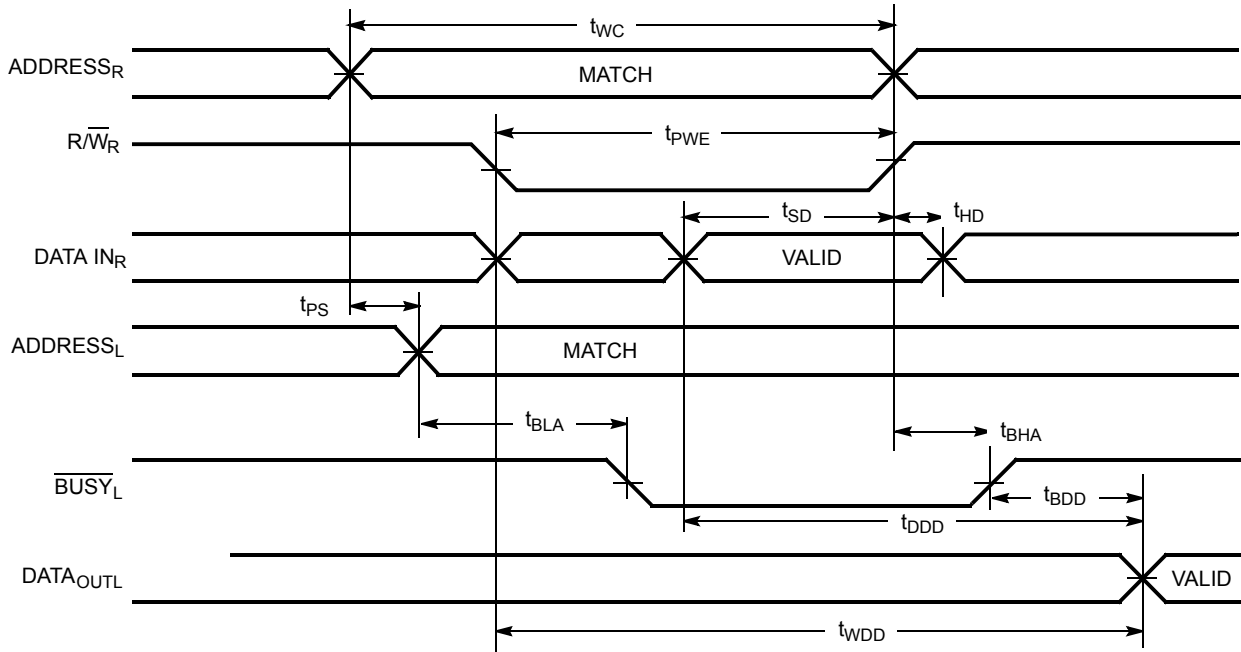 tWC
ADDRESSR
MATCH
R/W̅R
tPWE
tSD
tHD
DATA INR
VALID
tPS
ADDRESSL
MATCH
tBLA
tBHA
B̅U̅S̅Y̅L
tBDD
tDDD
DATAOUTL
VALID
tWDD